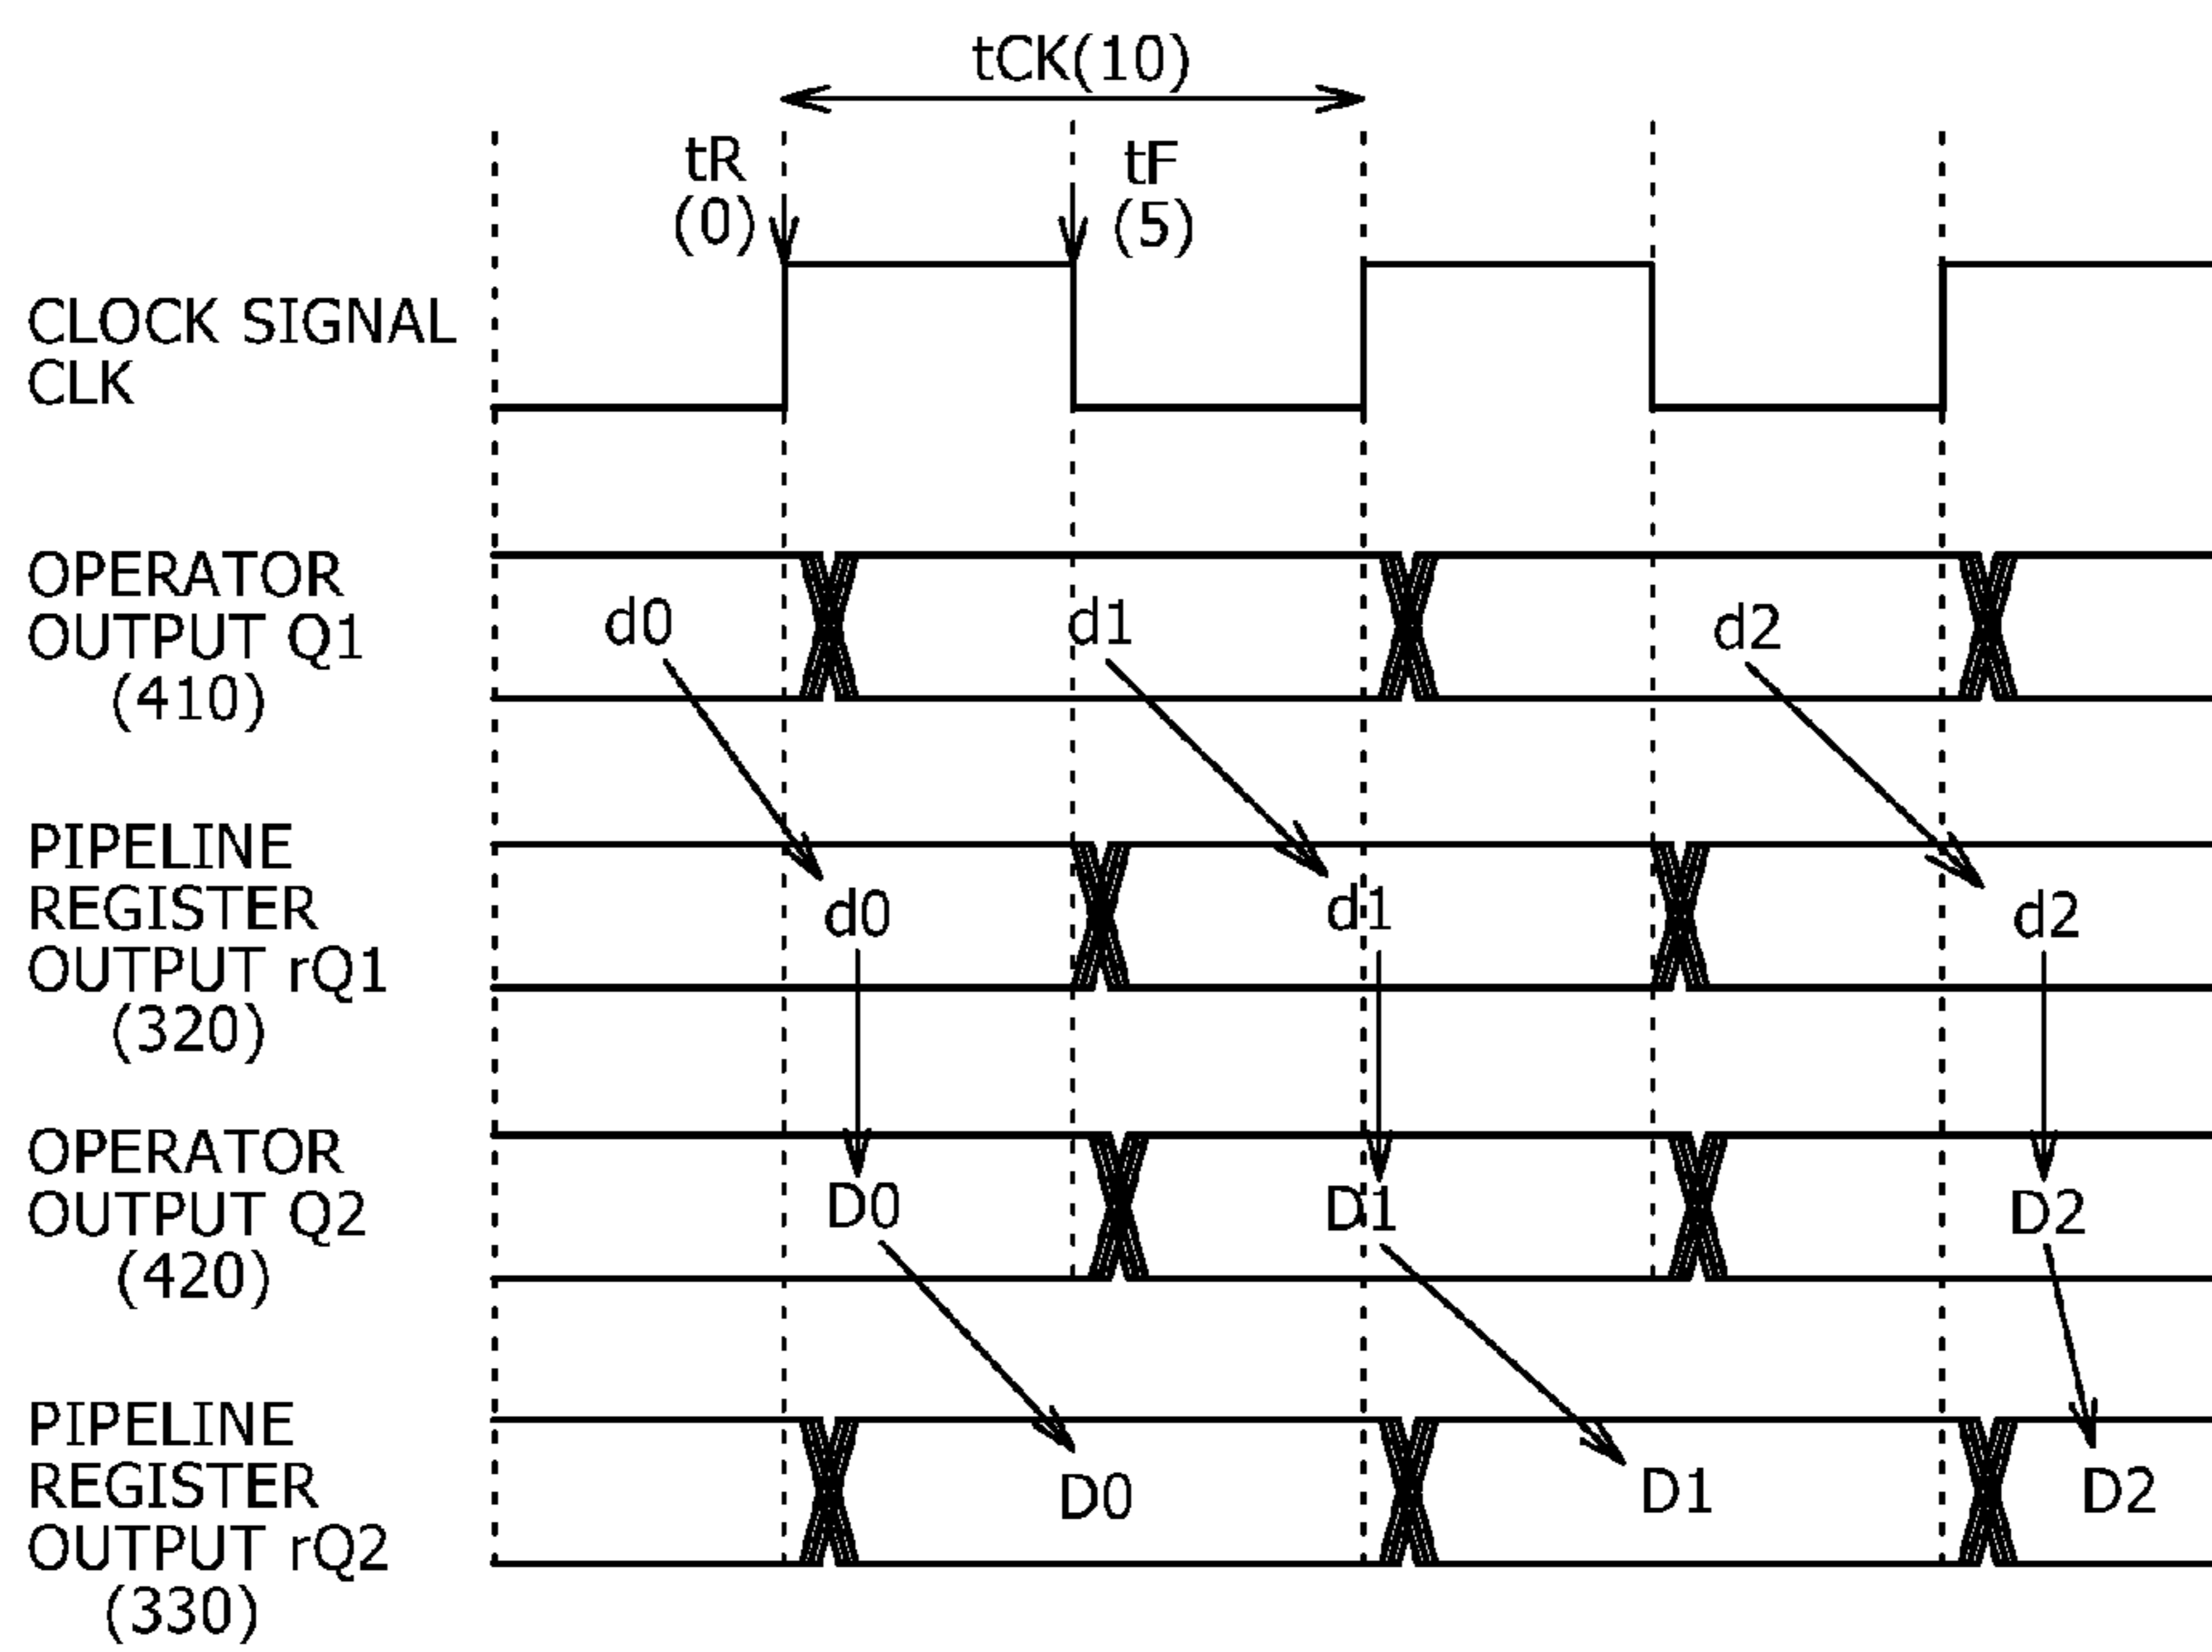 tCK(10)
tR
(0)
tF
(5)
CLOCK SIGNAL
CLK
OPERATOR
OUTPUT Q1
(410)
d0
d1
d2
PIPELINE
REGISTER
OUTPUT rQ1
(320)
d0
d1
d2
OPERATOR
OUTPUT Q2
(420)
D0
D1
D2
PIPELINE
REGISTER
OUTPUT rQ2
(330)
D0
D1
D2